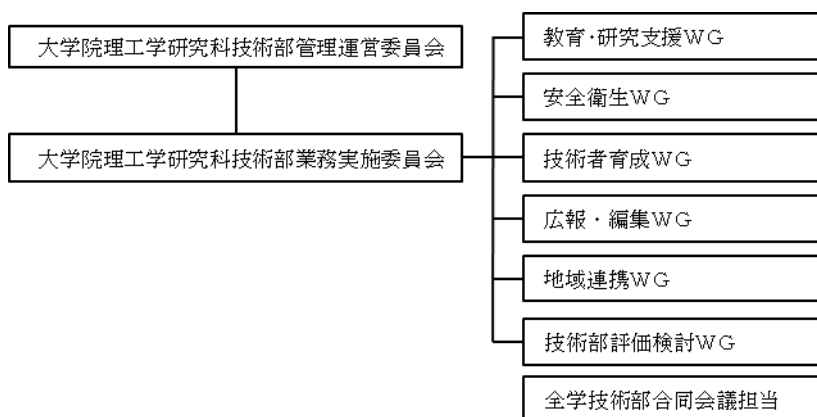 大学院理工学研究科技術部管理運営委員会
大学院理工学研究科技術部業務実施委員会
教育・研究支援ＷＧ
安全衛生ＷＧ
技術者育成ＷＧ
広報・編集ＷＧ
地域連携ＷＧ
技術部評価検討ＷＧ
全学技術部合同会議担当